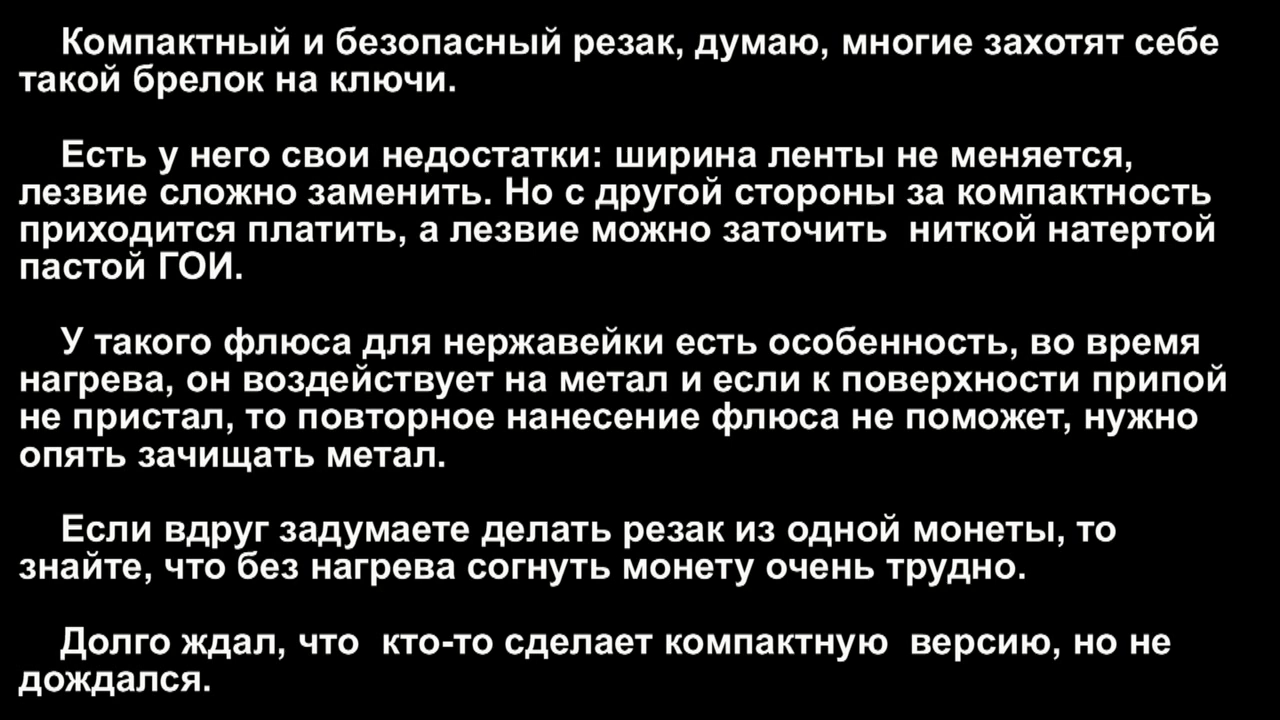 Компактный и безопасный резак, думаю, многие захотят себе
такой брелок на ключи.
Есть у него свои недостатки: ширина ленты не меняется,
лезвие сложно заменить. Но с другой стороны за компактность
приходится платить, а лезвие можно заточить  ниткой натертой
пастой ГОИ.
У такого флюса для нержавейки есть особенность, во время
нагрева, он воздействует на метал и если к поверхности припой
не пристал, то повторное нанесение флюса не поможет, нужно
опять зачищать метал.
Если вдруг задумаете делать резак из одной монеты, то
знайте, что без нагрева согнуть монету очень трудно.
Долго ждал, что  кто-то сделает компактную  версию, но не
дождался.